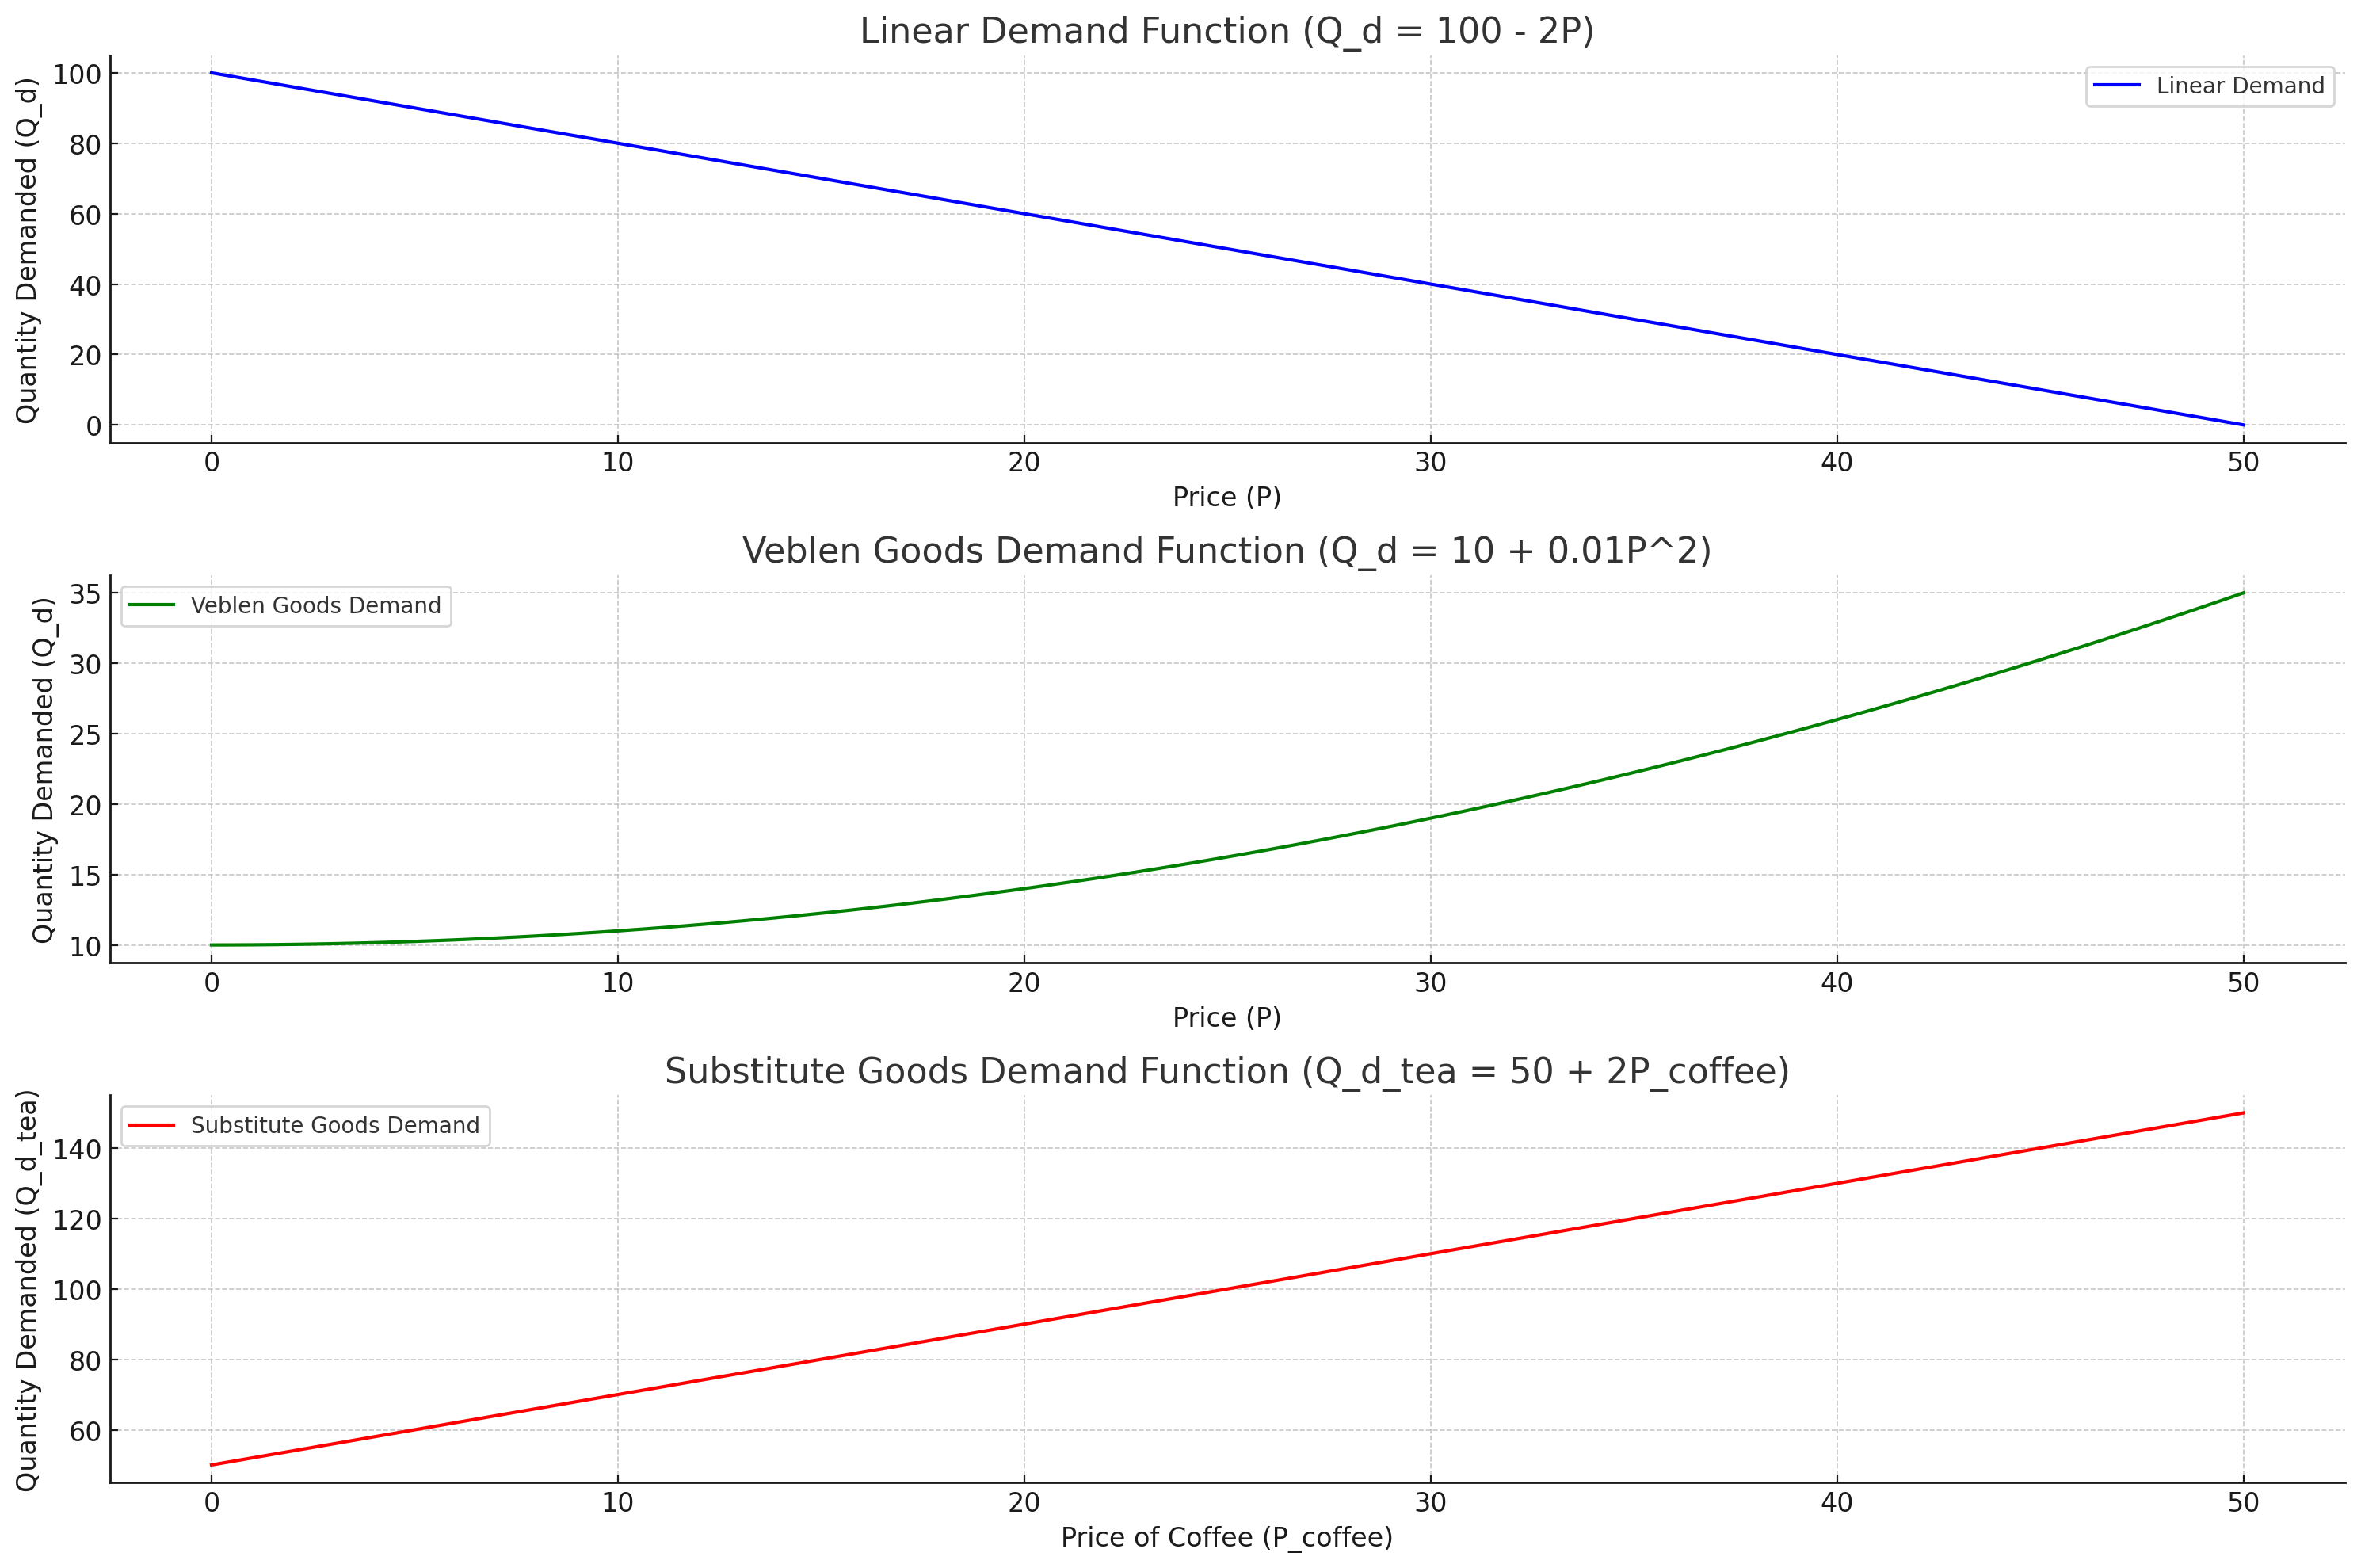 Linear Demand Function (Q_d = 100 - 2P)
Linear Demand
Quantity Demanded (Q_d)
100
80
60
40
20
0
0 10 20 30 40 50
Price (P)
Veblen Goods Demand Function (Q_d = 10 + 0.01P^2)
Veblen Goods Demand
Quantity Demanded (Q_d)
35
30
25
20
15
10
0 10 20 30 40 50
Price (P)
Substitute Goods Demand Function (Q_d_tea = 50 + 2P_coffee)
Substitute Goods Demand
Quantity Demanded (Q_d_tea)
140
120
100
80
60
0 10 20 30 40 50
Price of Coffee (P_coffee)